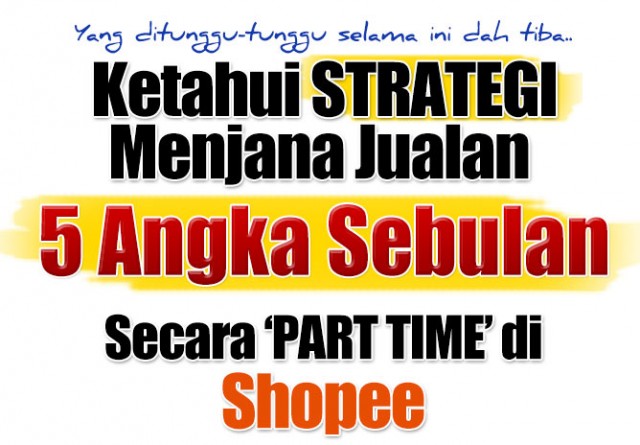 Yang ditunggu-tunggu selama ini dah tiba..
Ketahui STRATEGI
Menjana Jualan
5 Angka Sebulan
Secara ‘PART TIME’ di
Shopee